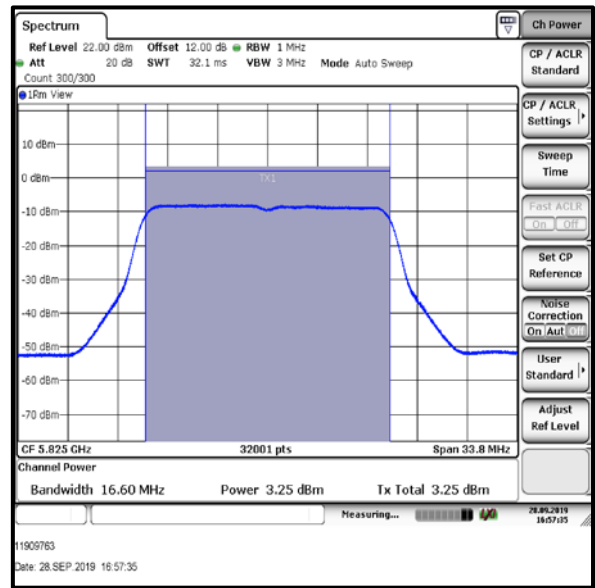 Spectrum
Ref Level 22.00 dBm Offset 12.00 dB RBW 1 MHz
Att 20 dB SWT 32.1 ms VBW 3 MHz Mode Auto Sweep
Count 300/300
1Rm View
TX1
10 dBm
0 dBm
-10 dBm
-20 dBm
-30 dBm
-40 dBm
-50 dBm
-60 dBm
-70 dBm
CF 5.825 GHz 32001 pts Span 33.8 MHz
Channel Power
Bandwidth 16.60 MHz Power 3.25 dBm Tx Total 3.25 dBm
Measuring... 28.09.2019
16:57:35
Ch Power
CP / ACLR
Standard
CP / ACLR
Settings
Sweep
Time
Fast ACLR
On Off
Set CP
Reference
Noise
Correction
On Aut Off
User
Standard
Adjust
Ref Level
11909763
Date: 28.SEP.2019 16:57:35